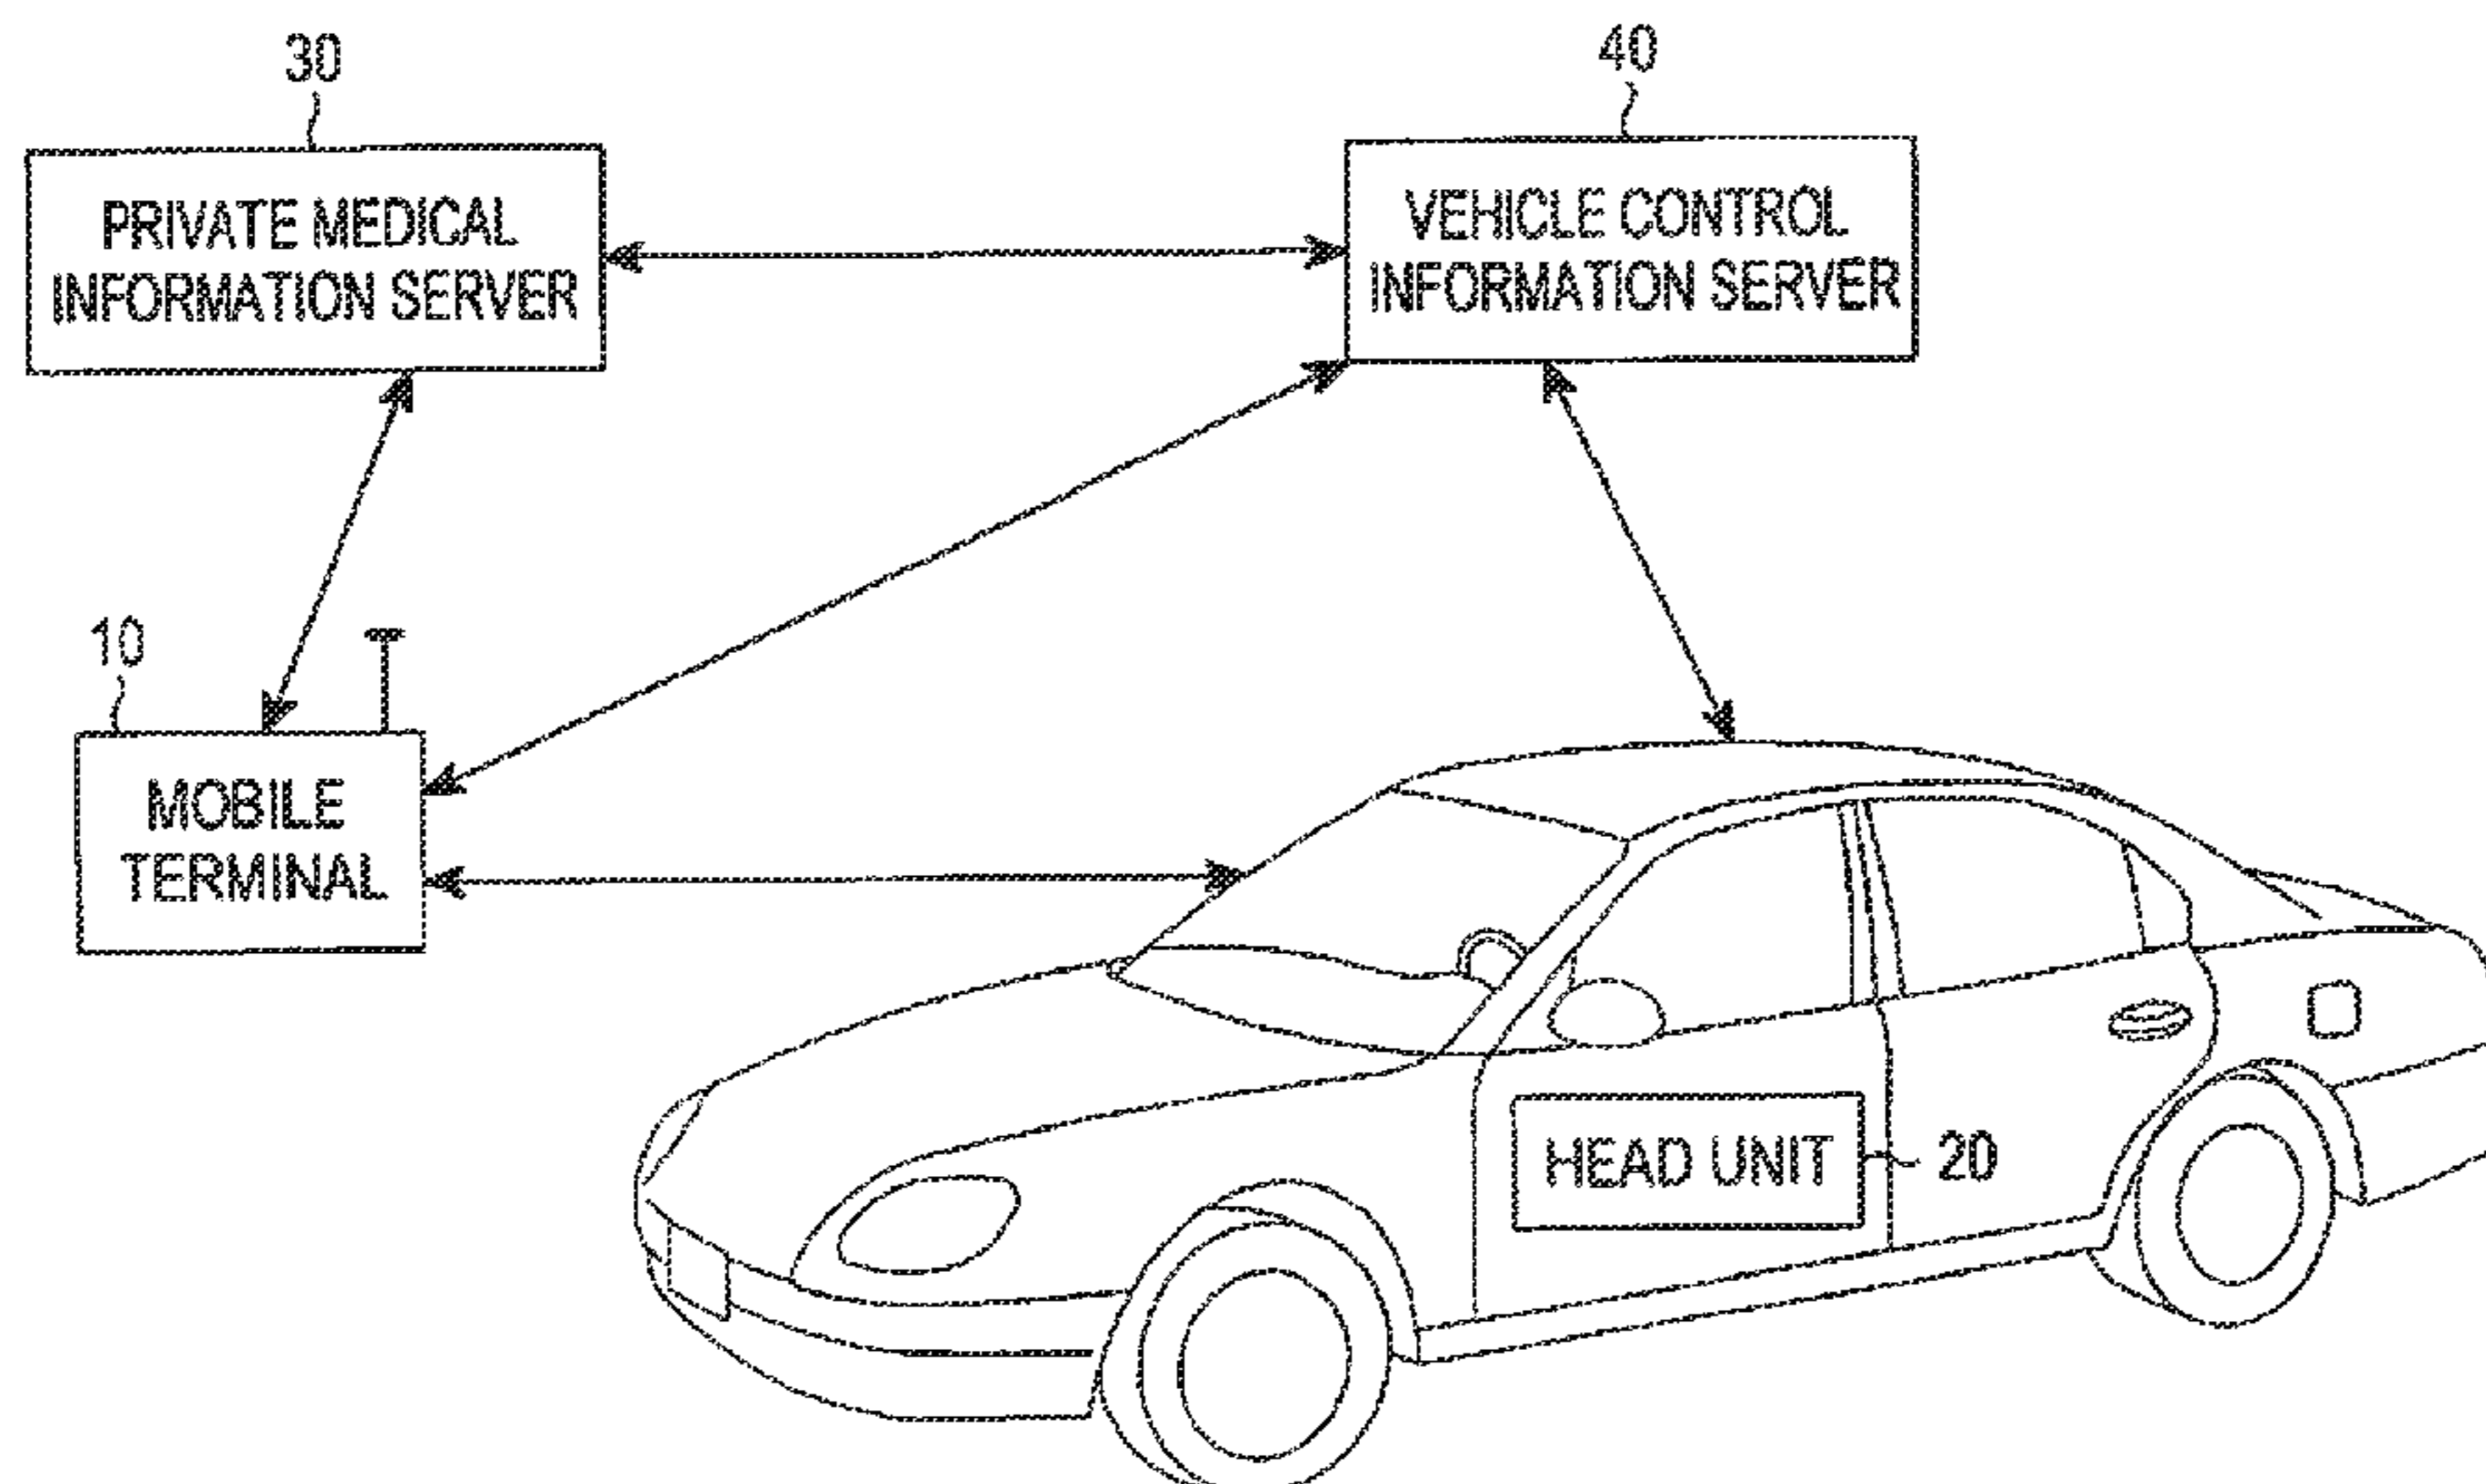 30
40
PRIVATE MEDICAL
INFORMATION SERVER
VEHICLE CONTROL
INFORMATION SERVER
10
MOBILE
TERMINAL
HEAD UNIT
20